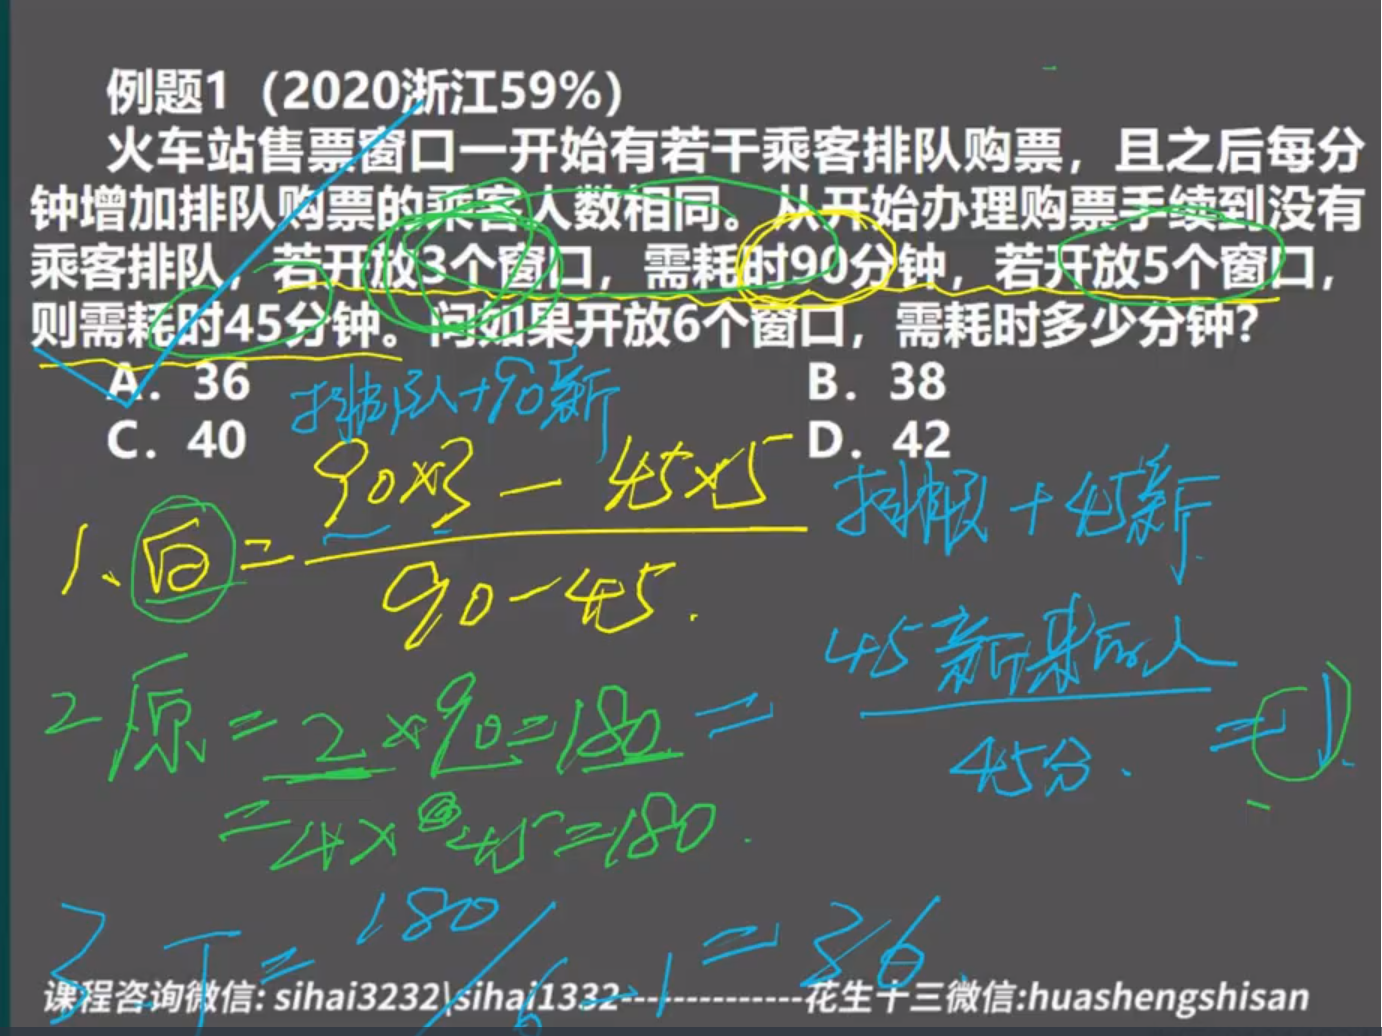 例题1（2020浙江59%）
火车站售票窗口一开始有若干乘客排队购票，且之后每分
钟增加排队购票的乘客人数相同。从开始办理购票手续到没有
乘客排队，若开放3个窗口，需耗时90分钟，若开放5个窗口，
则需耗时45分钟。问如果开放6个窗口，需耗时多少分钟？
A．36 B．38
C．40 D．42
排队+90新
90×3 - 45×5
排队+45新
1、 =
90-45.
45新来的人
2 原=2×90=180 = =1
45分.
=4×45=180.
3 T=180/6-1=36.
课程咨询微信: sihai3232\sihai1332--------------花生十三微信:huashengshisan